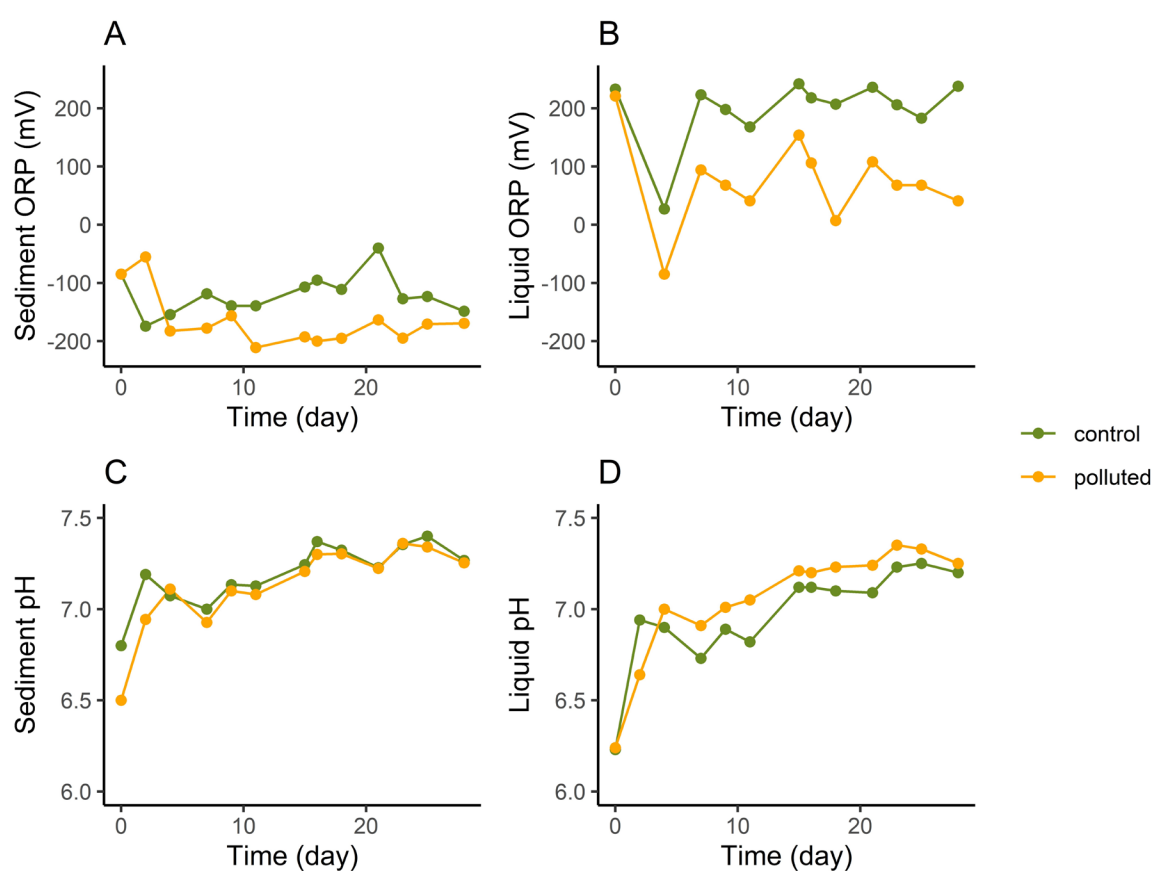 A
Sediment ORP (mV)
200
100
0
-100
-200
0 10 20
Time (day)
B
Liquid ORP (mV)
200
100
0
-100
-200
0 10 20
Time (day)
control
polluted
C
Sediment pH
7.5
7.0
6.5
6.0
0 10 20
Time (day)
D
Liquid pH
7.5
7.0
6.5
6.0
0 10 20
Time (day)